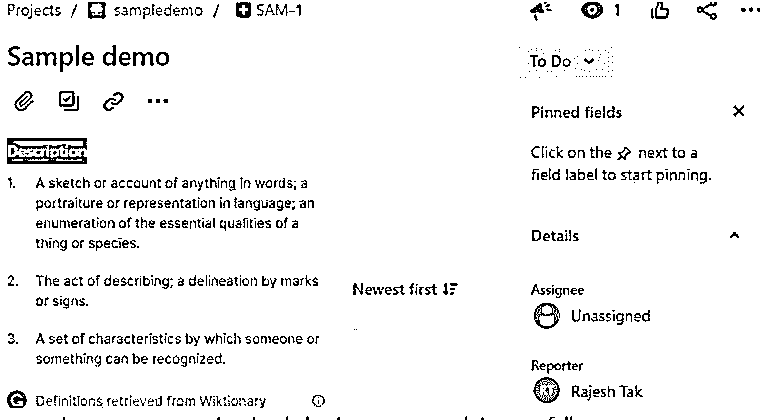 Projects / sampledemo / SAM-1
1
Sample demo
To Do
Description
1. A sketch or account of anything in words; a
portraiture or representation in language; an
enumeration of the essential qualities of a
thing or species.
2. The act of describing; a delineation by marks
or signs.
3. A set of characteristics by which someone or
something can be recognized.
Definitions retrieved from Wiktionary
Newest first
Pinned fields
Click on the next to a
field label to start pinning.
Details
Assignee
Unassigned
Reporter
Rajesh Tak